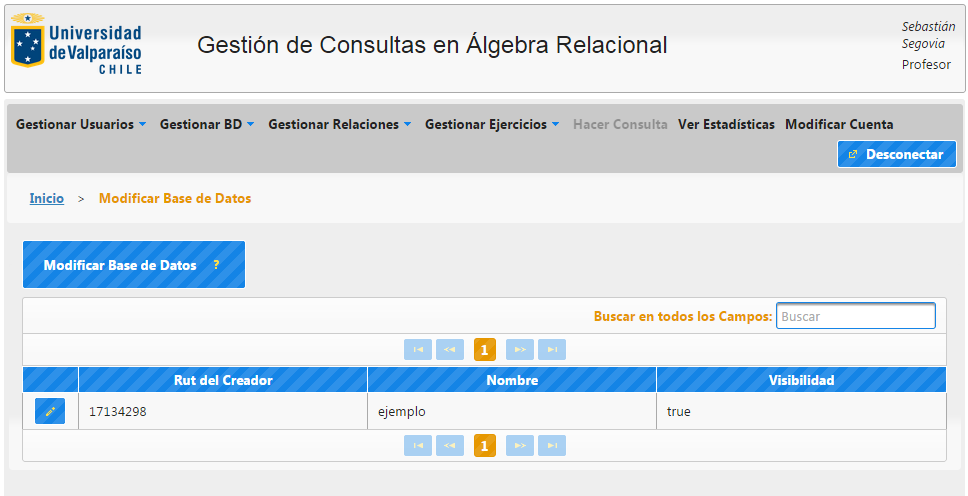 Universidad
de Valparaíso
CHILE
Gestión de Consultas en Álgebra Relacional
Sebastián
Segovia
Profesor
Gestionar Usuarios Gestionar BD Gestionar Relaciones Gestionar Ejercicios Hacer Consulta Ver Estadísticas Modificar Cuenta
Desconectar
Inicio > Modificar Base de Datos
Modificar Base de Datos ?
Buscar en todos los Campos: Buscar
1
Rut del Creador Nombre Visibilidad
17134298 ejemplo true
1